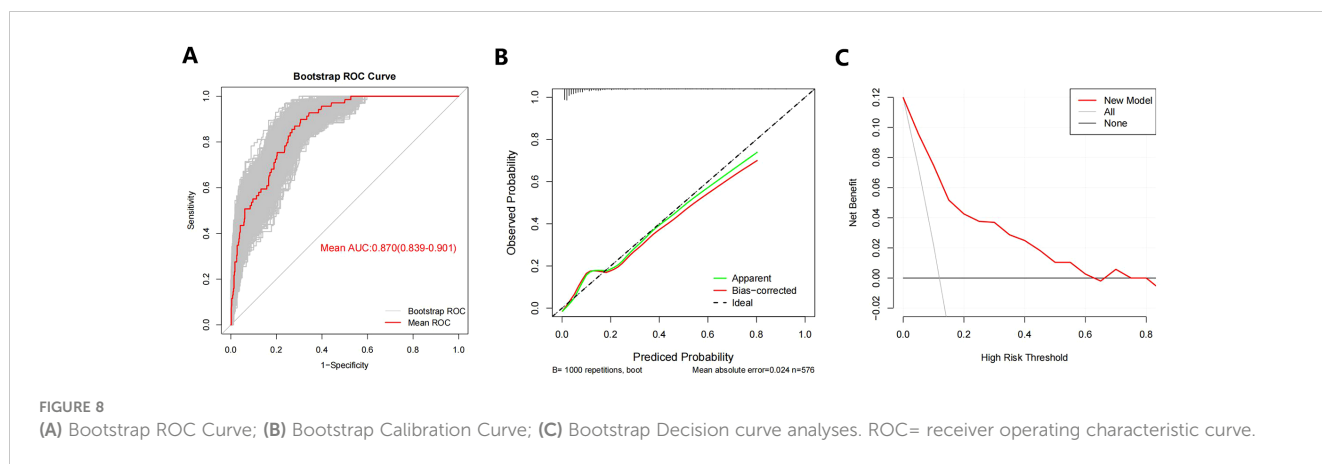 A
Bootstrap ROC Curve
Sensitivity
1.0
0.8
0.6
0.4
0.2
0.0
Mean AUC:0.870(0.839-0.901)
Bootstrap ROC
Mean ROC
0.0 0.2 0.4 0.6 0.8 1.0
1-Specificity
B
Observed Probability
1.0
0.8
0.6
0.4
0.2
0.0
Apparent
Bias-corrected
Ideal
0.0 0.2 0.4 0.6 0.8 1.0
Prediced Probability
B= 1000 repetitions, boot Mean absolute error=0.024 n=576
C
Net Benefit
0.12
0.10
0.08
0.06
0.04
0.02
0.00
-0.02
New Model
All
None
0.0 0.2 0.4 0.6 0.8
High Risk Threshold
FIGURE 8
(A) Bootstrap ROC Curve; (B) Bootstrap Calibration Curve; (C) Bootstrap Decision curve analyses. ROC= receiver operating characteristic curve.